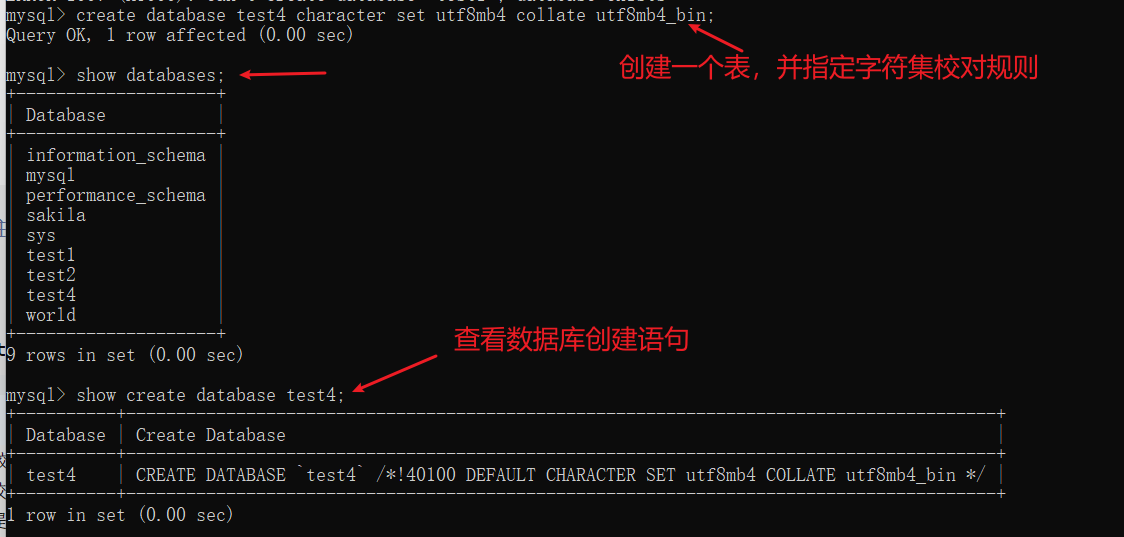 mysql> create database test4 character set utf8mb4 collate utf8mb4_bin;
Query OK, 1 row affected (0.00 sec)
创建一个表，并指定字符集校对规则
mysql> show databases;
+--------------------+
| Database           |
+--------------------+
| information_schema |
| mysql              |
| performance_schema |
| sakila             |
| sys                |
| test1              |
| test2              |
| test4              |
| world              |
+--------------------+
9 rows in set (0.00 sec)
查看数据库创建语句
mysql> show create database test4;
+----------+--------------------------------------------------------------------------------------+
| Database | Create Database                                                                      |
+----------+--------------------------------------------------------------------------------------+
| test4    | CREATE DATABASE `test4` /*!40100 DEFAULT CHARACTER SET utf8mb4 COLLATE utf8mb4_bin */ |
+----------+--------------------------------------------------------------------------------------+
1 row in set (0.00 sec)